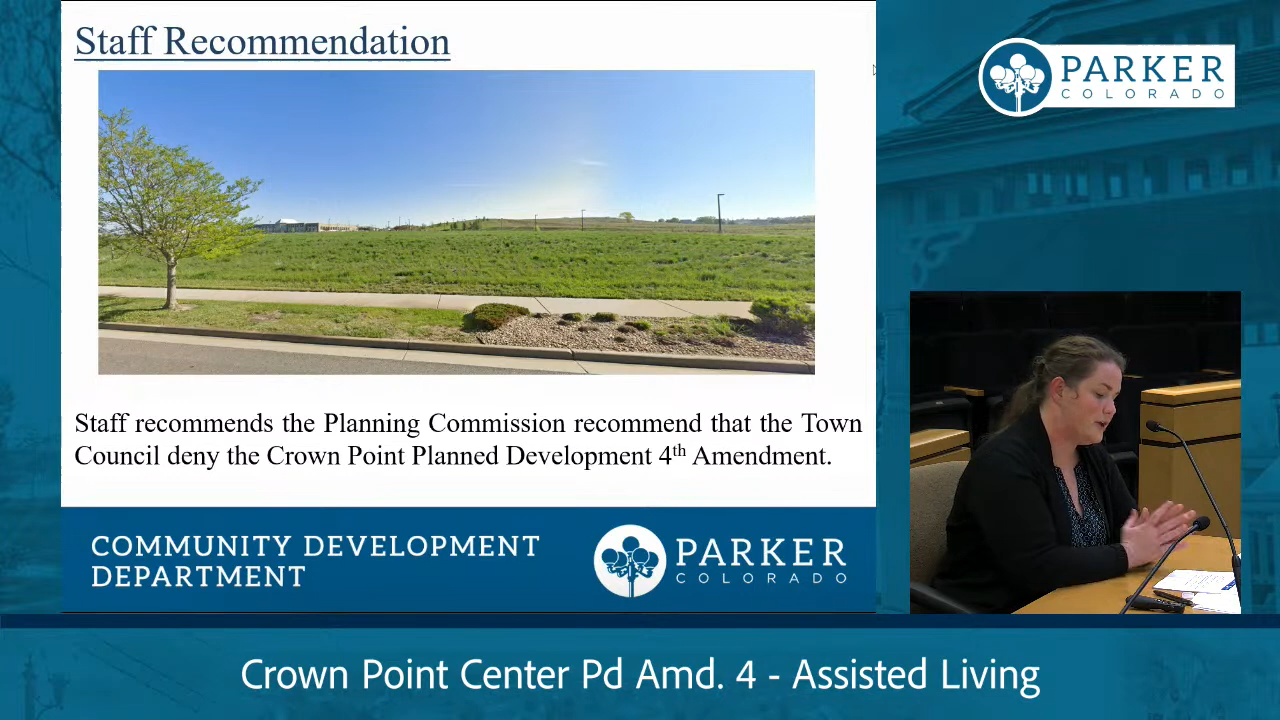 Staff Recommendation
PARKER
COLORADO
Staff recommends the Planning Commission recommend that the Town
Council deny the Crown Point Planned Development 4th Amendment.
COMMUNITY DEVELOPMENT
DEPARTMENT
PARKER
COLORADO
Crown Point Center Pd Amd. 4 - Assisted Living